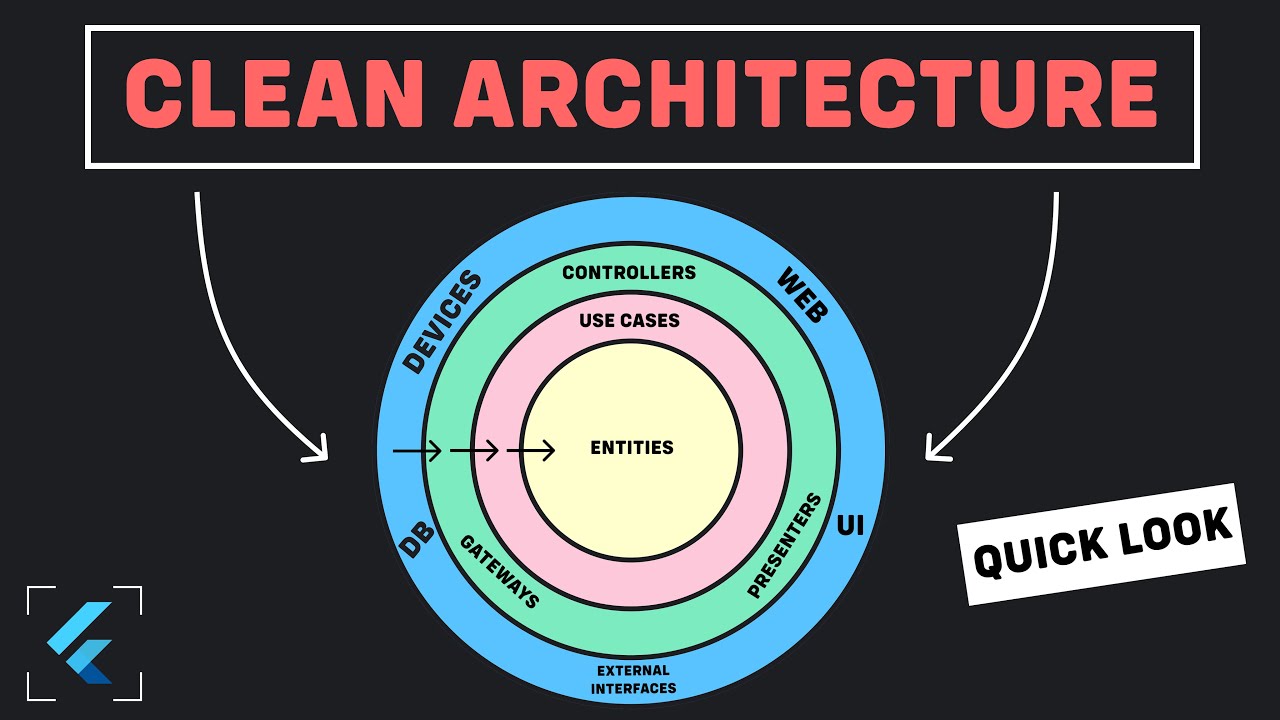 CLEAN ARCHITECTURE
DEVICES
WEB
CONTROLLERS
USE CASES
ENTITIES
DB
GATEWAYS
PRESENTERS
UI
EXTERNAL
INTERFACES
QUICK LOOK